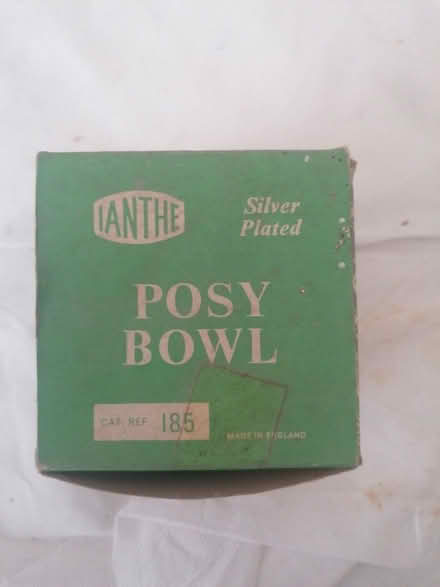 IANTHE
Silver
Plated
POSY
BOWL
CAT. REF. 185
MADE IN ENGLAND